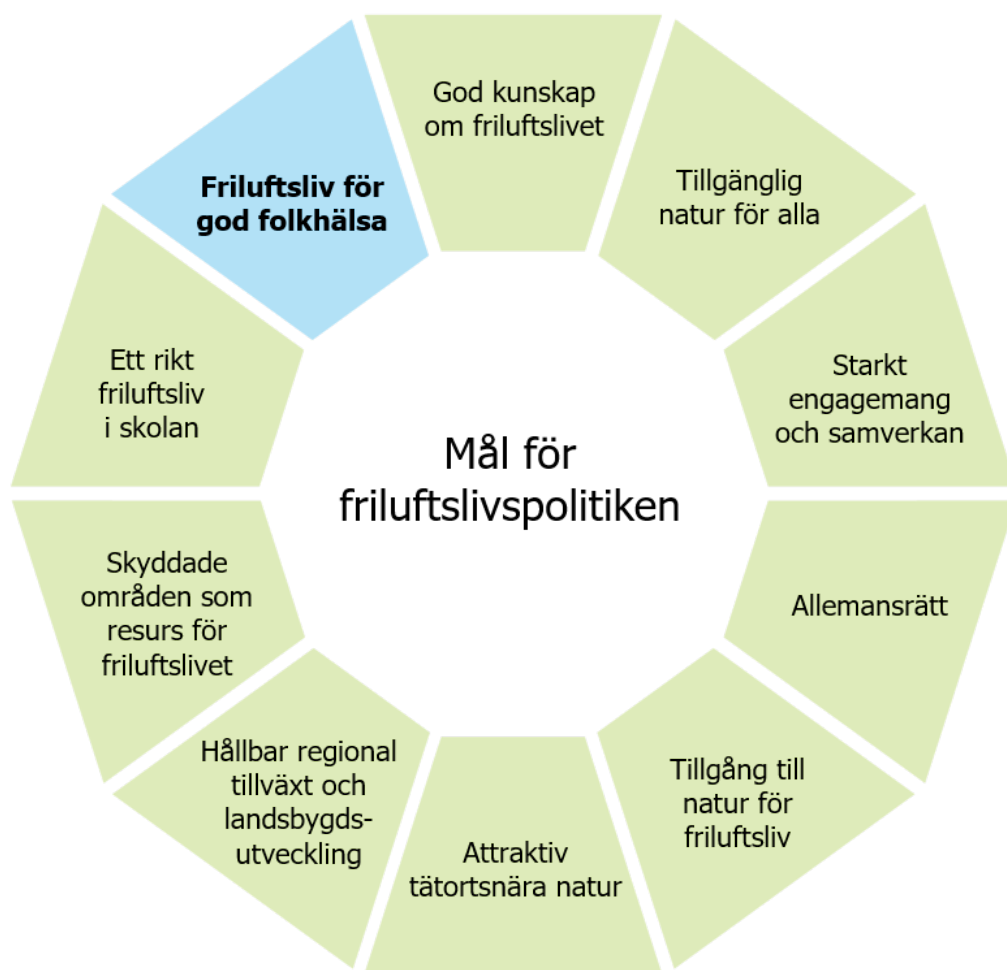 God kunskap
om friluftslivet
Tillgänglig
natur för alla
Starkt
engagemang
och samverkan
Allemansrätt
Tillgång till
natur för
friluftsliv
Attraktiv
tätortsnära natur
Hållbar regional
tillväxt och
landsbygds-
utveckling
Skyddade
områden som
resurs för
friluftslivet
Ett rikt
friluftsliv
i skolan
Friluftsliv för
god folkhälsa
Mål för
friluftslivspolitiken